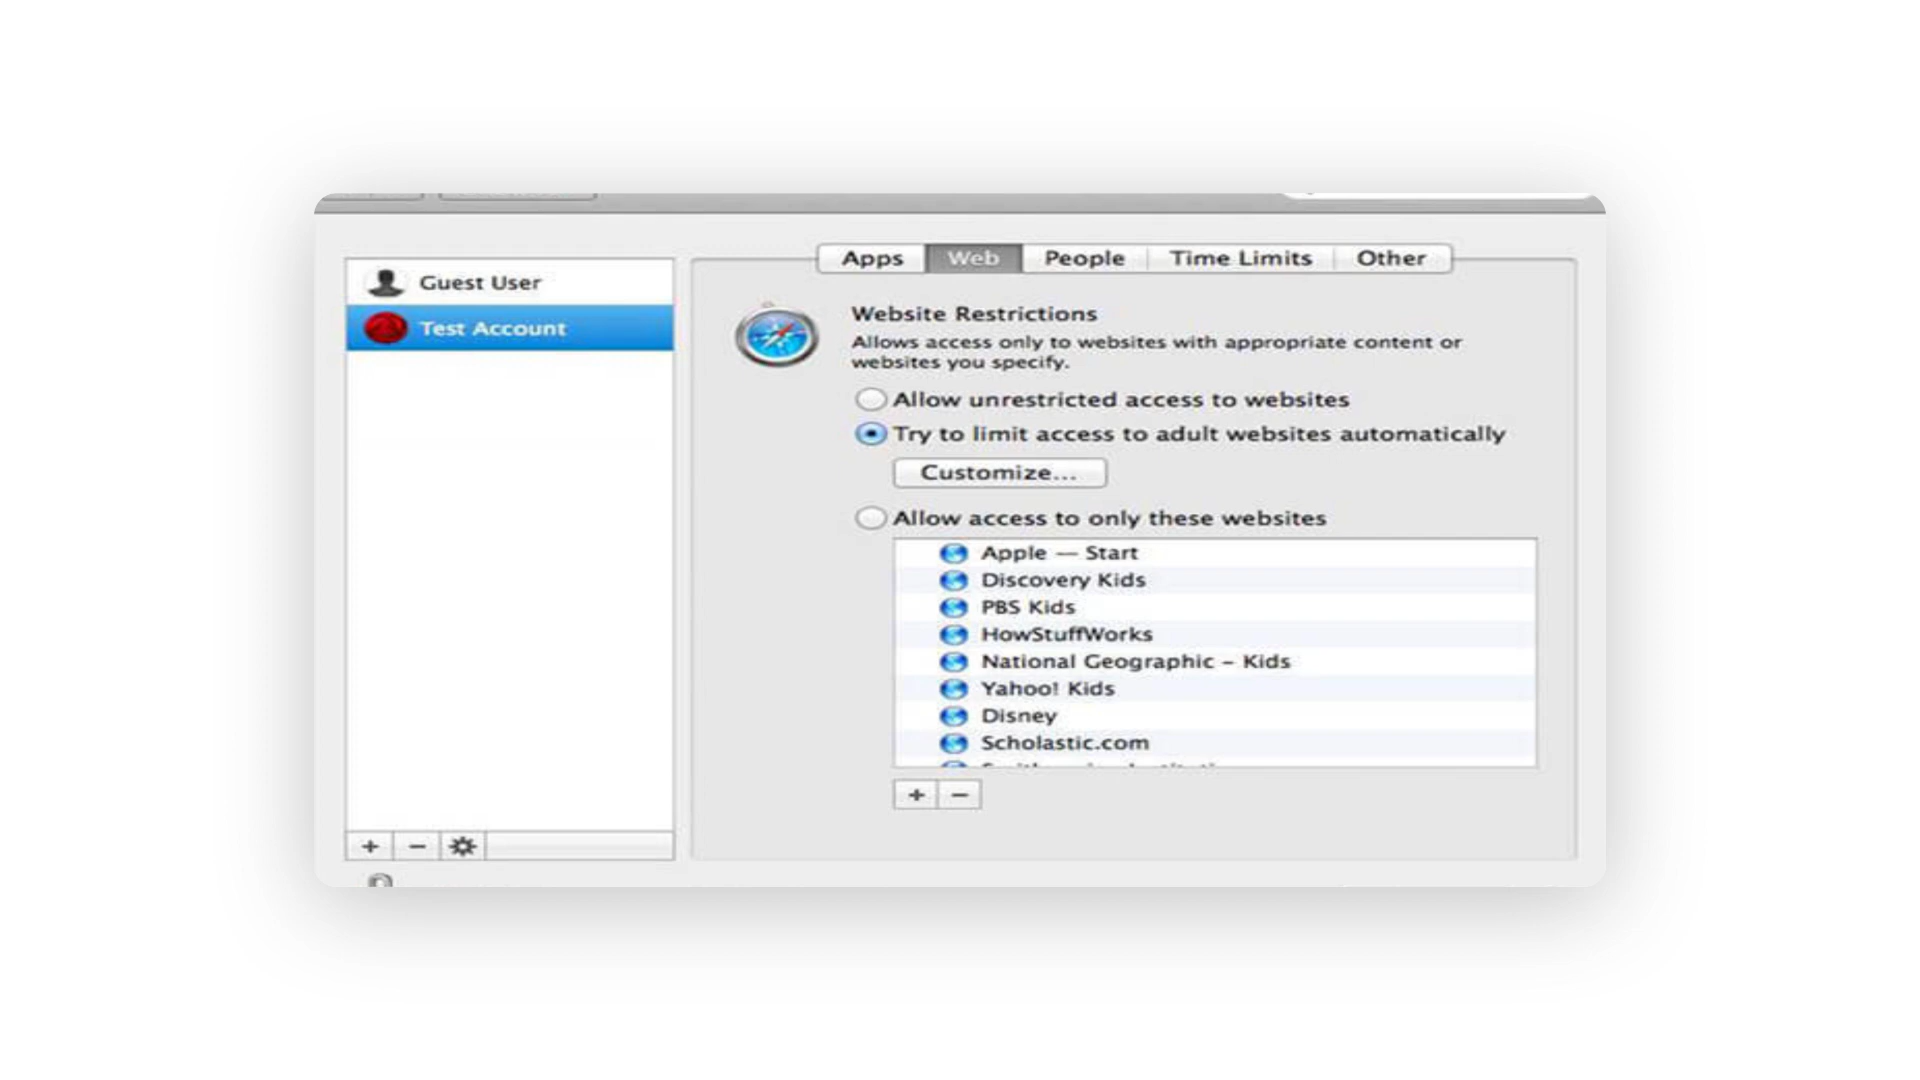 Guest User
Test Account
Apps
Web
People
Time Limits
Other
Website Restrictions
Allows access only to websites with appropriate content or
websites you specify.
Allow unrestricted access to websites
Try to limit access to adult websites automatically
Customize...
Allow access to only these websites
Apple — Start
Discovery Kids
PBS Kids
HowStuffWorks
National Geographic – Kids
Yahoo! Kids
Disney
Scholastic.com